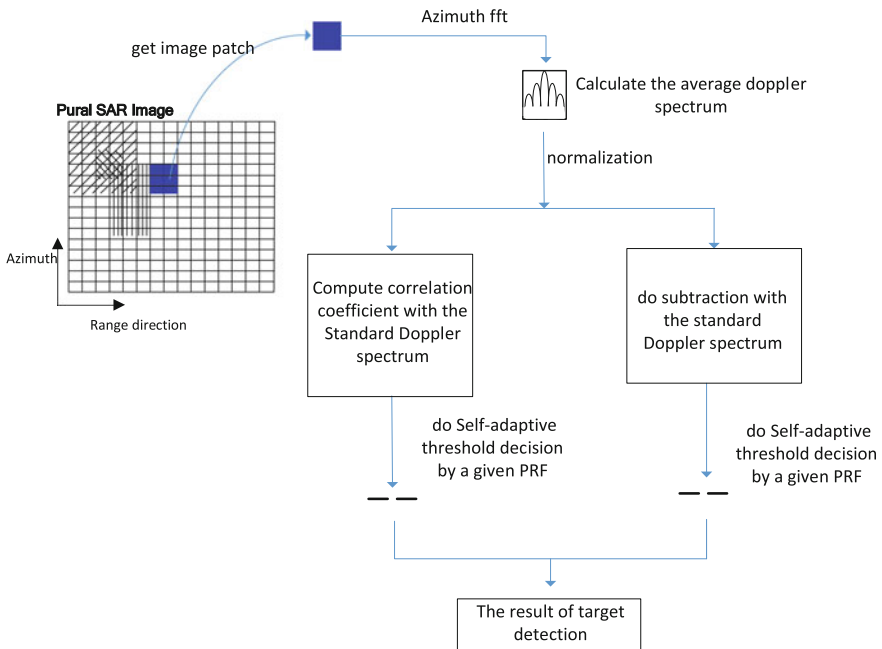 Azimuth fft
get image patch
Calculate the average doppler
spectrum
Pural SAR Image
normalization
Azimuth
Range direction
Compute correlation
coefficient with the
Standard Doppler
spectrum
do subtraction with
the standard
Doppler spectrum
do Self-adaptive
threshold decision
by a given PRF
do Self-adaptive
threshold decision
by a given PRF
The result of target
detection